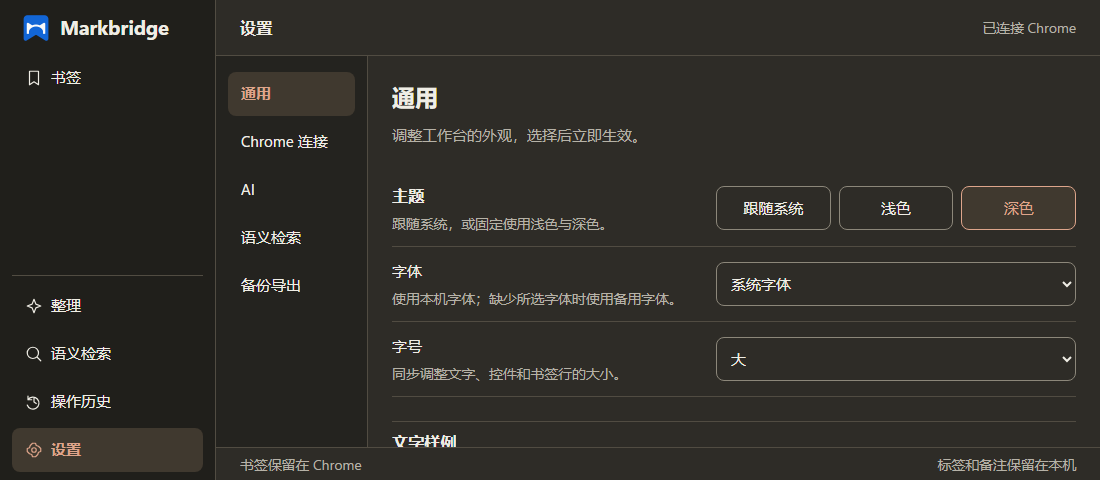 Markbridge
书签
整理
语义检索
操作历史
设置
设置
已连接 Chrome
通用
Chrome 连接
AI
语义检索
备份导出
通用
调整工作台的外观，选择后立即生效。
主题
跟随系统，或固定使用浅色与深色。
跟随系统
浅色
深色
字体
使用本机字体；缺少所选字体时使用备用字体。
系统字体
字号
同步调整文字、控件和书签行的大小。
大
文字样例
书签保留在 Chrome
标签和备注保留在本机